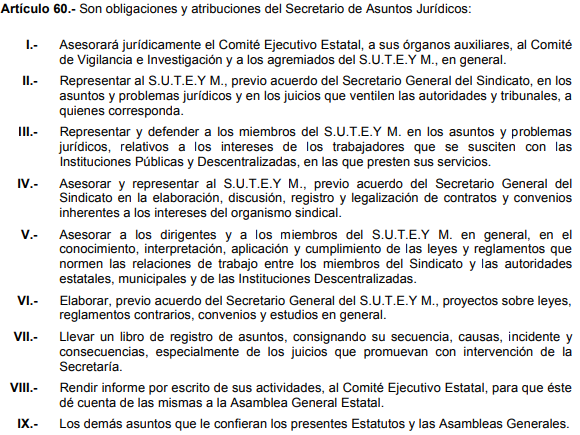 Artículo 60.- Son obligaciones y atribuciones del Secretario de Asuntos Jurídicos:
I.- Asesorará jurídicamente el Comité Ejecutivo Estatal, a sus órganos auxiliares, al Comité
de Vigilancia e Investigación y a los agremiados del S.U.T.E.Y M., en general.
II.- Representar al S.U.T.E.Y M., previo acuerdo del Secretario General del Sindicato, en los
asuntos y problemas jurídicos y en los juicios que ventilen las autoridades y tribunales, a
quienes corresponda.
III.- Representar y defender a los miembros del S.U.T.E.Y M. en los asuntos y problemas
jurídicos, relativos a los intereses de los trabajadores que se susciten con las
Instituciones Públicas y Descentralizadas, en las que presten sus servicios.
IV.- Asesorar y representar al S.U.T.E.Y M., previo acuerdo del Secretario General del
Sindicato en la elaboración, discusión, registro y legalización de contratos y convenios
inherentes a los intereses del organismo sindical.
V.- Asesorar a los dirigentes y a los miembros del S.U.T.E.Y M. en general, en el
conocimiento, interpretación, aplicación y cumplimiento de las leyes y reglamentos que
normen las relaciones de trabajo entre los miembros del Sindicato y las autoridades
estatales, municipales y de las Instituciones Descentralizadas.
VI.- Elaborar, previo acuerdo del Secretario General del S.U.T.E.Y M., proyectos sobre leyes,
reglamentos contrarios, convenios y estudios en general.
VII.- Llevar un libro de registro de asuntos, consignando su secuencia, causas, incidente y
consecuencias, especialmente de los juicios que promuevan con intervención de la
Secretaría.
VIII.- Rendir informe por escrito de sus actividades, al Comité Ejecutivo Estatal, para que éste
dé cuenta de las mismas a la Asamblea General Estatal.
IX.- Los demás asuntos que le confieran los presentes Estatutos y las Asambleas Generales.